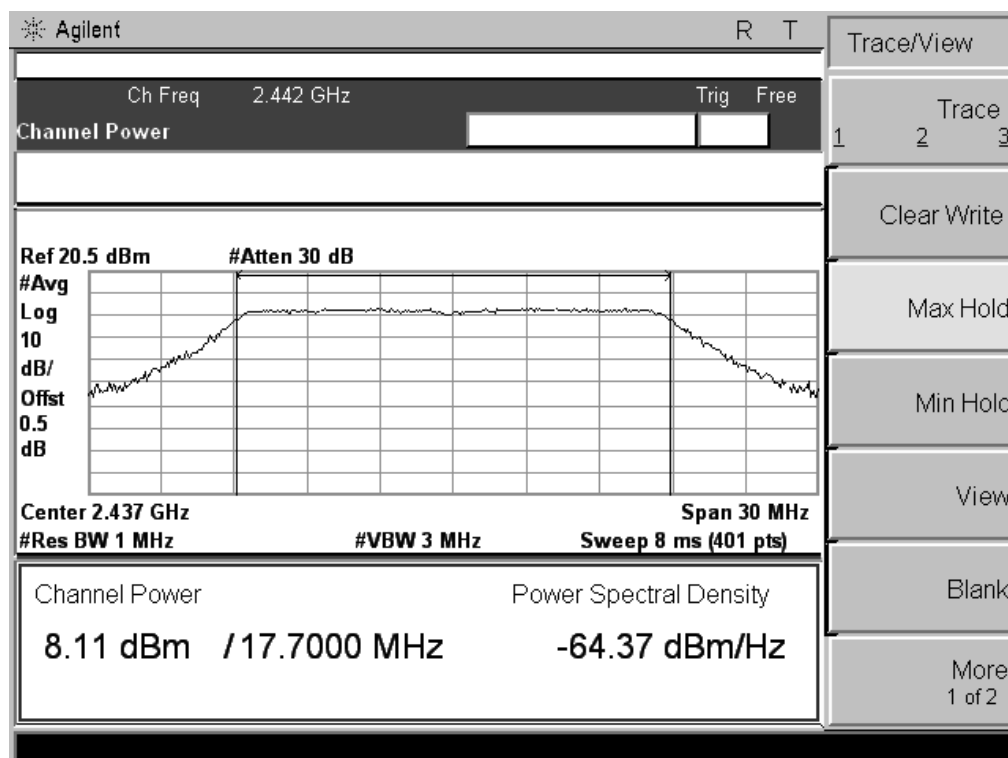 Agilent R T
Trace/View
Ch Freq 2.442 GHz Trig Free
Channel Power
Trace
1 2 3
Clear Write
Ref 20.5 dBm #Atten 30 dB
#Avg
Log
10
dB/
Offst
0.5
dB
Max Hold
Min Hold
Center 2.437 GHz Span 30 MHz
#Res BW 1 MHz #VBW 3 MHz Sweep 8 ms (401 pts)
View
Channel Power Power Spectral Density
8.11 dBm / 17.7000 MHz -64.37 dBm/Hz
Blank
More
1 of 2